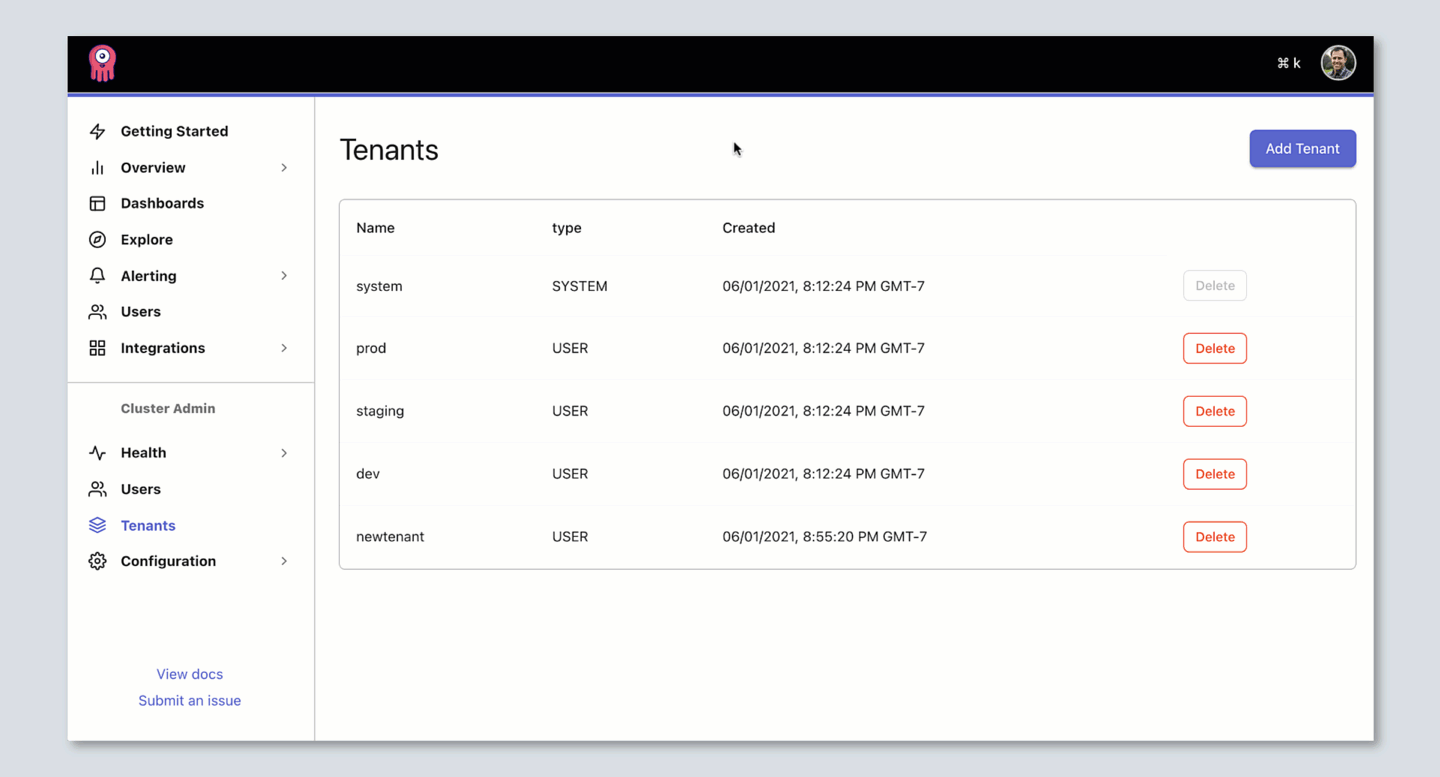 ⌘ k
Getting Started
Overview
Dashboards
Explore
Alerting
Users
Integrations
Cluster Admin
Health
Users
Tenants
Configuration
View docs
Submit an issue
Tenants
Add Tenant
Name type Created
system SYSTEM 06/01/2021, 8:12:24 PM GMT-7 Delete
prod USER 06/01/2021, 8:12:24 PM GMT-7 Delete
staging USER 06/01/2021, 8:12:24 PM GMT-7 Delete
dev USER 06/01/2021, 8:12:24 PM GMT-7 Delete
newtenant USER 06/01/2021, 8:55:20 PM GMT-7 Delete